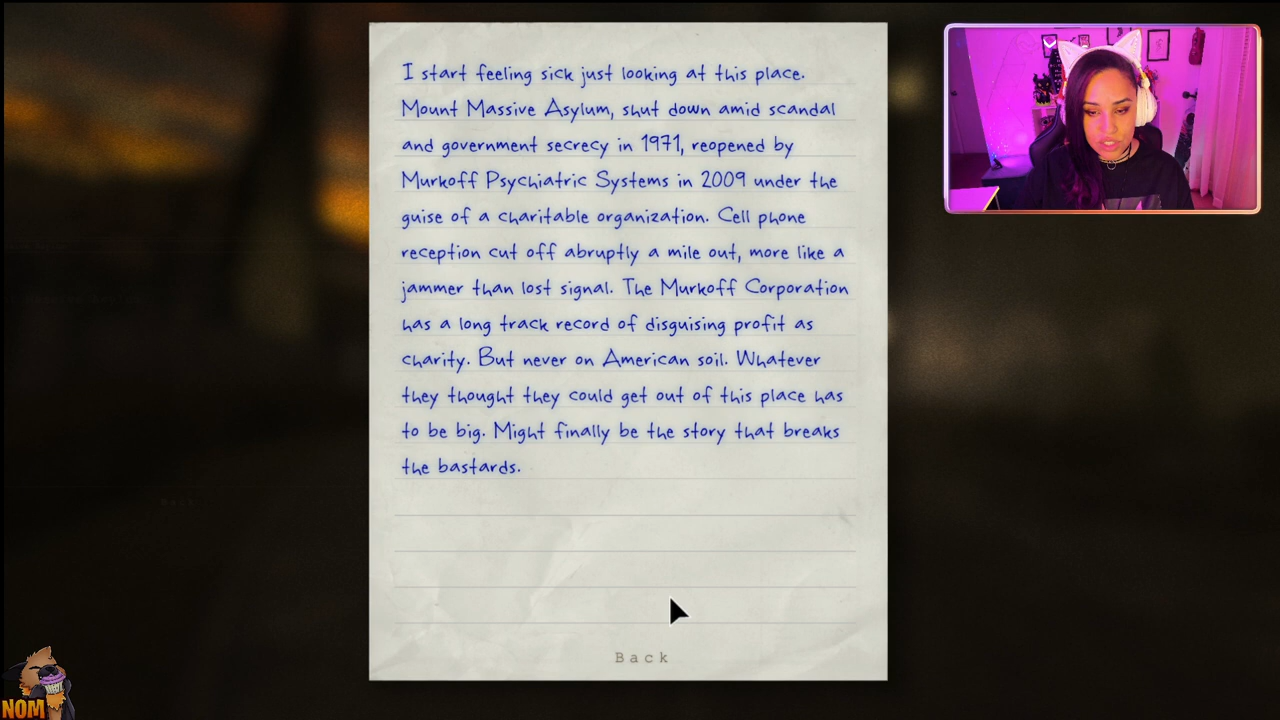 I start feeling sick just looking at this place.
Mount Massive Asylum, shut down amid scandal
and government secrecy in 1971, reopened by
Murkoff Psychiatric Systems in 2009 under the
guise of a charitable organization. Cell phone
reception cut off abruptly a mile out, more like a
jammer than lost signal. The Murkoff Corporation
has a long track record of disguising profit as
charity. But never on American soil. Whatever
they thought they could get out of this place has
to be big. Might finally be the story that breaks
the bastards.
Back
NOM